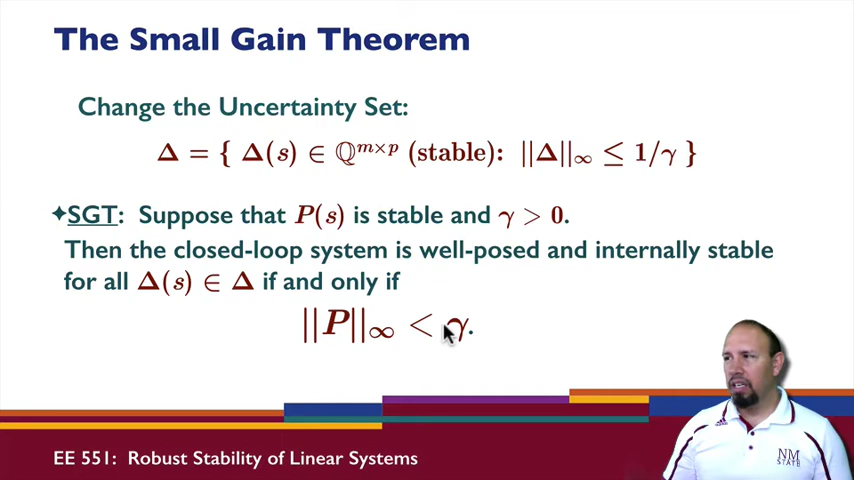 The Small Gain Theorem
Change the Uncertainty Set:
Δ = { Δ(s) ∈ ℚ^{m×p} (stable): ||Δ||_∞ ≤ 1/γ }
✦SGT: Suppose that P(s) is stable and γ > 0.
Then the closed-loop system is well-posed and internally stable
for all Δ(s) ∈ Δ if and only if
||P||_∞ < γ.
NM
STATE
EE 551: Robust Stability of Linear Systems